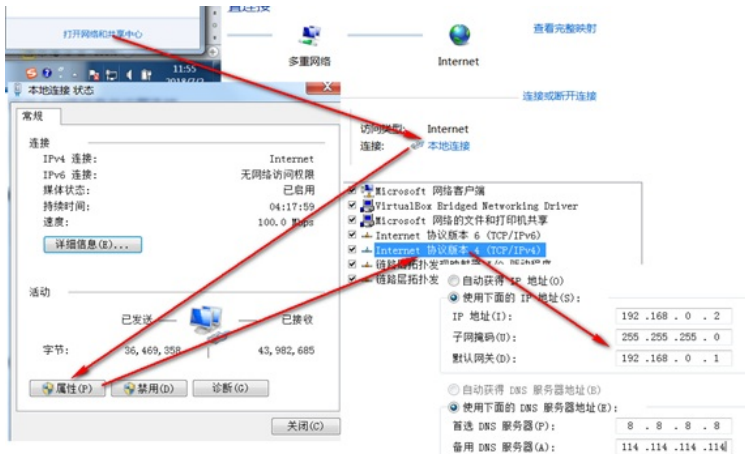 直连接
打开网络和共享中心
11:55
查看完整映射
多重网络
Internet
连接或断开连接
本地连接 状态
常规
连接
IPv4 连接:
Internet
IPv6 连接:
无网络访问权限
媒体状态:
已启用
持续时间:
04:17:59
速度:
100.0 Mbps
详细信息(E)...
活动
已发送
已接收
字节:
36,469,358
43,982,685
属性(P)
禁用(D)
诊断(G)
关闭(C)
访问类型:
Internet
连接:
本地连接
Microsoft 网络客户端
VirtualBox Bridged Networking Driver
Microsoft 网络的文件和打印机共享
Internet 协议版本 6 (TCP/IPv6)
Internet 协议版本 4 (TCP/IPv4)
链路层拓扑发现映射器 I/O 驱动程序
链路层拓扑发
自动获得 IP 地址(O)
使用下面的 IP 地址(S):
IP 地址(I):
192 .168 . 0 . 2
子网掩码(U):
255 .255 .255 . 0
默认网关(D):
192 .168 . 0 . 1
自动获得 DNS 服务器地址(B)
使用下面的 DNS 服务器地址(E):
首选 DNS 服务器(P):
8 . 8 . 8 . 8
备用 DNS 服务器(A):
114 .114 .114 .114